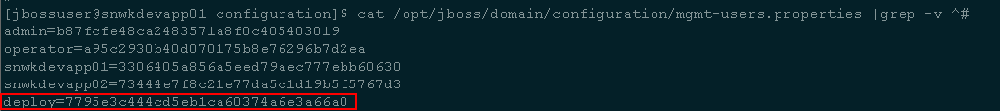 [jbossuser@snwkdevapp01 configuration]$ cat /opt/jboss/domain/configuration/mgmt-users.properties |grep -v ^#
admin=b87fcfe48ca2483571a8f0c405403019
operator=a95c2930b40d070175b8e76296b7d2ea
snwkdevapp01=3306405a856a5eed79aec777ebb60630
snwkdevapp02=73444e7f8c21e77da5c1d19b5f5767d3
deploy=7795e3c444cd5eb1ca60374a6e3a66a0